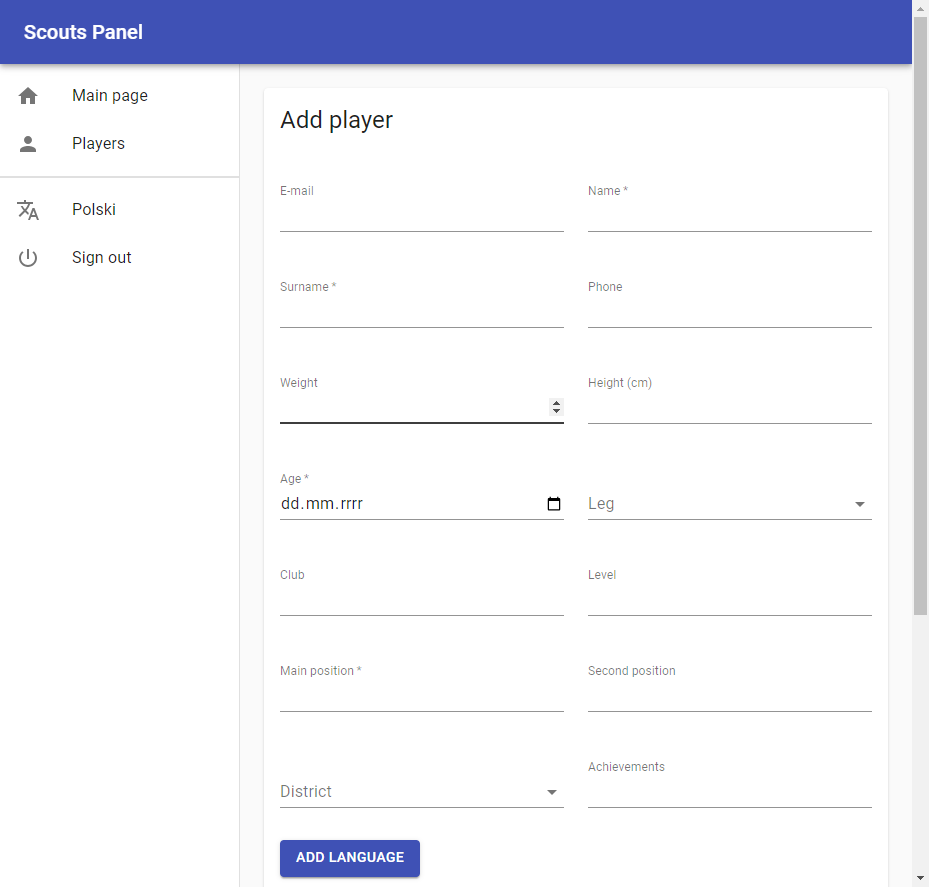 Scouts Panel
Main page
Players
Polski
Sign out
Add player
E-mail
Name *
Surname *
Phone
Weight
Height (cm)
Age *
dd.mm.rrrr
Leg
Club
Level
Main position *
Second position
District
Achievements
ADD LANGUAGE